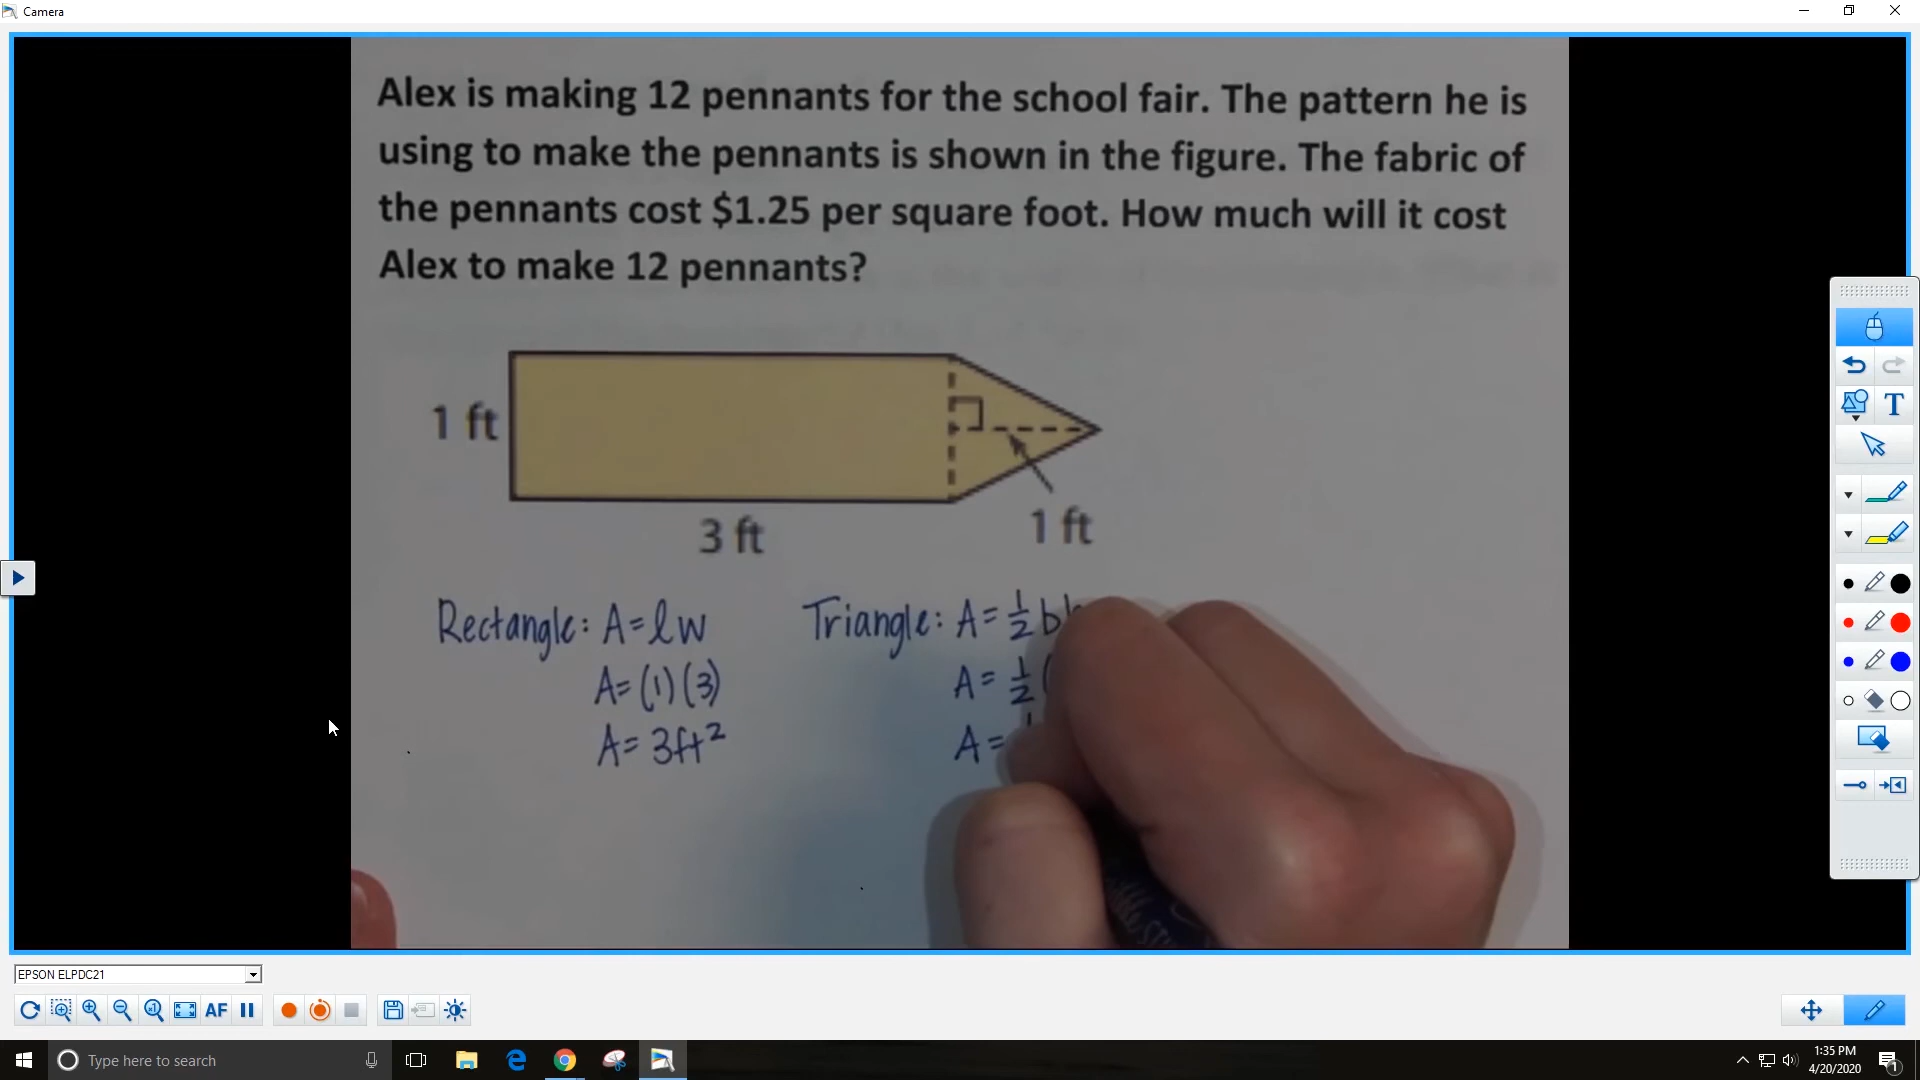 Camera
Alex is making 12 pennants for the school fair. The pattern he is
using to make the pennants is shown in the figure. The fabric of
the pennants cost $1.25 per square foot. How much will it cost
Alex to make 12 pennants?
1 ft
3 ft
1 ft
Rectangle: A = lw
A = (1)(3)
A = 3ft²
Triangle: A = 1/2 b
A = 1/2 (
A =
T
EPSON ELPDC21
AF
Type here to search
1:35 PM
4/20/2020
1